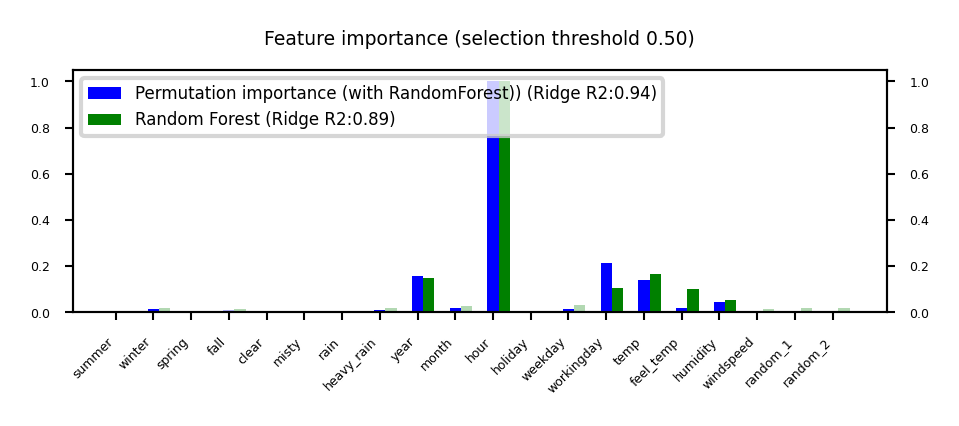 Feature importance (selection threshold 0.50)
1.0
0.8
0.6
0.4
0.2
0.0
Permutation importance (with RandomForest)) (Ridge R2:0.94)
Random Forest (Ridge R2:0.89)
1.0
0.8
0.6
0.4
0.2
0.0
summer
winter
spring
fall
clear
misty
rain
heavy_rain
year
month
hour
holiday
weekday
workingday
temp
feel_temp
humidity
windspeed
random_1
random_2